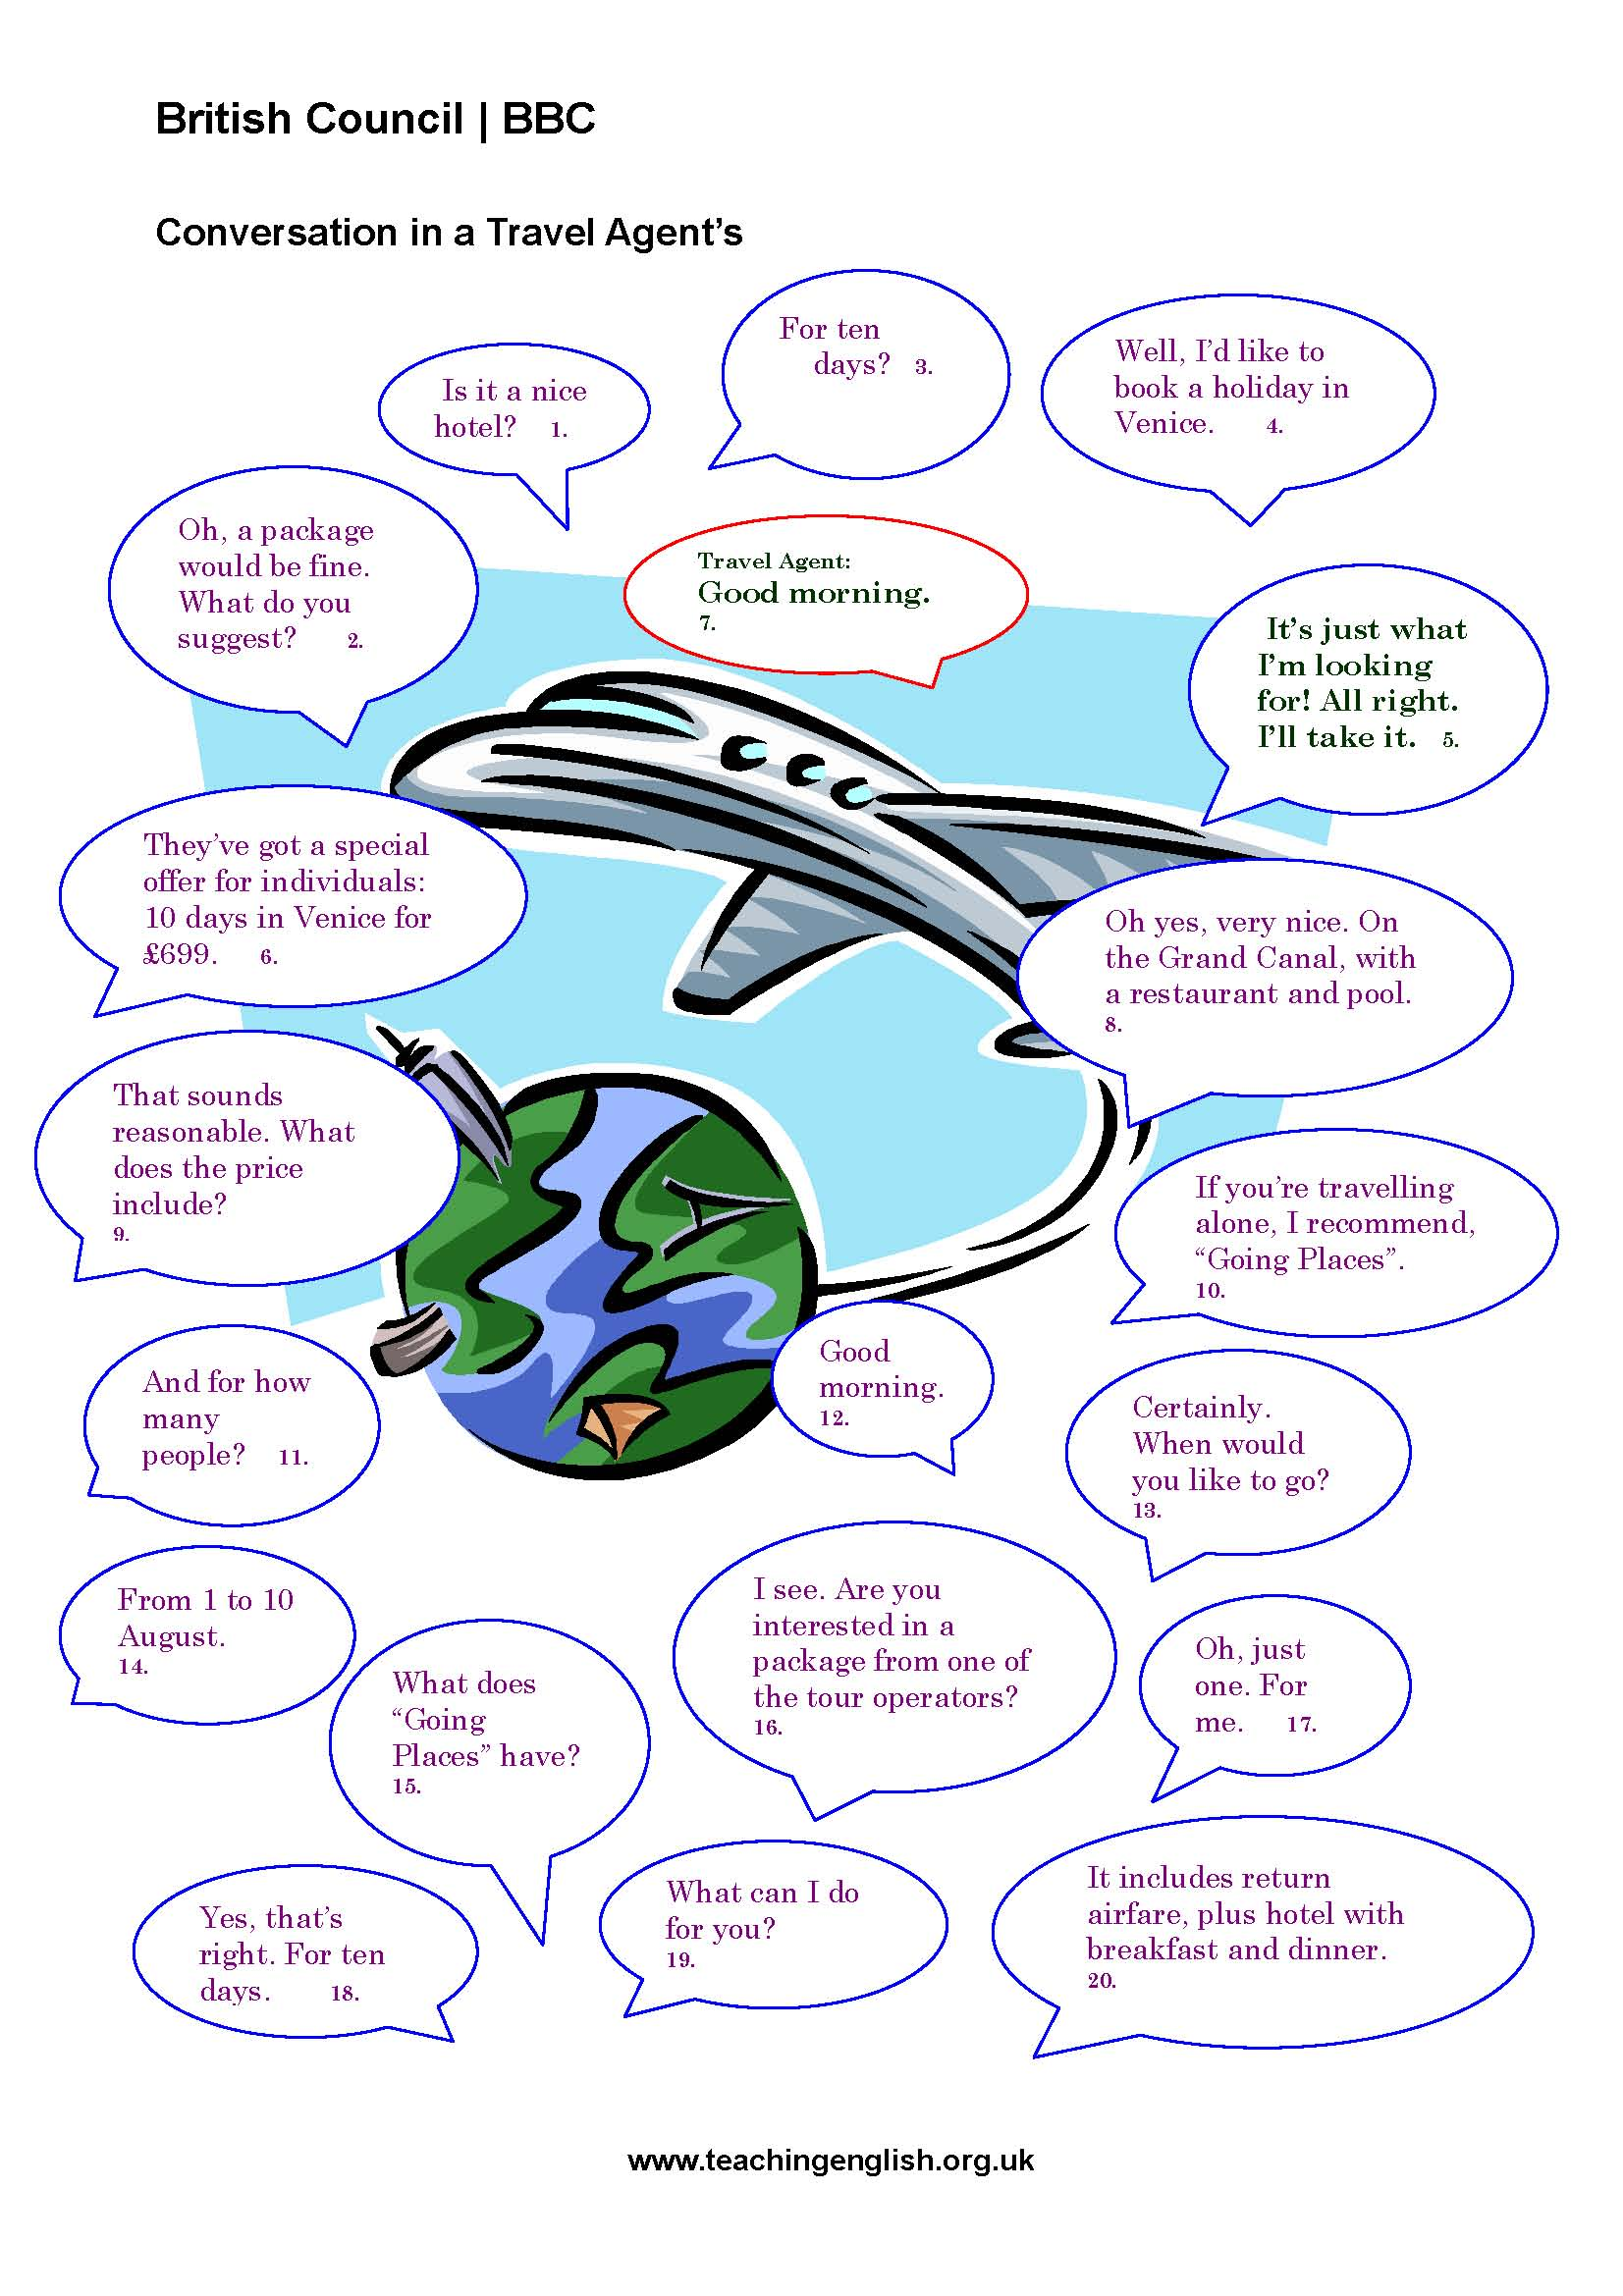 British Council | BBC
Conversation in a Travel Agent’s
Is it a nice
hotel? 1.
For ten
days? 3.
Well, I’d like to
book a holiday in
Venice. 4.
Oh, a package
would be fine.
What do you
suggest? 2.
Travel Agent:
Good morning.
7.
It’s just what
I’m looking
for! All right.
I’ll take it. 5.
They’ve got a special
offer for individuals:
10 days in Venice for
£699. 6.
Oh yes, very nice. On
the Grand Canal, with
a restaurant and pool.
8.
That sounds
reasonable. What
does the price
include?
9.
If you’re travelling
alone, I recommend,
“Going Places”.
10.
And for how
many
people? 11.
Good
morning.
12.
Certainly.
When would
you like to go?
13.
From 1 to 10
August.
14.
What does
“Going
Places” have?
15.
I see. Are you
interested in a
package from one of
the tour operators?
16.
Oh, just
one. For
me. 17.
Yes, that’s
right. For ten
days. 18.
What can I do
for you?
19.
It includes return
airfare, plus hotel with
breakfast and dinner.
20.
www.teachingenglish.org.uk